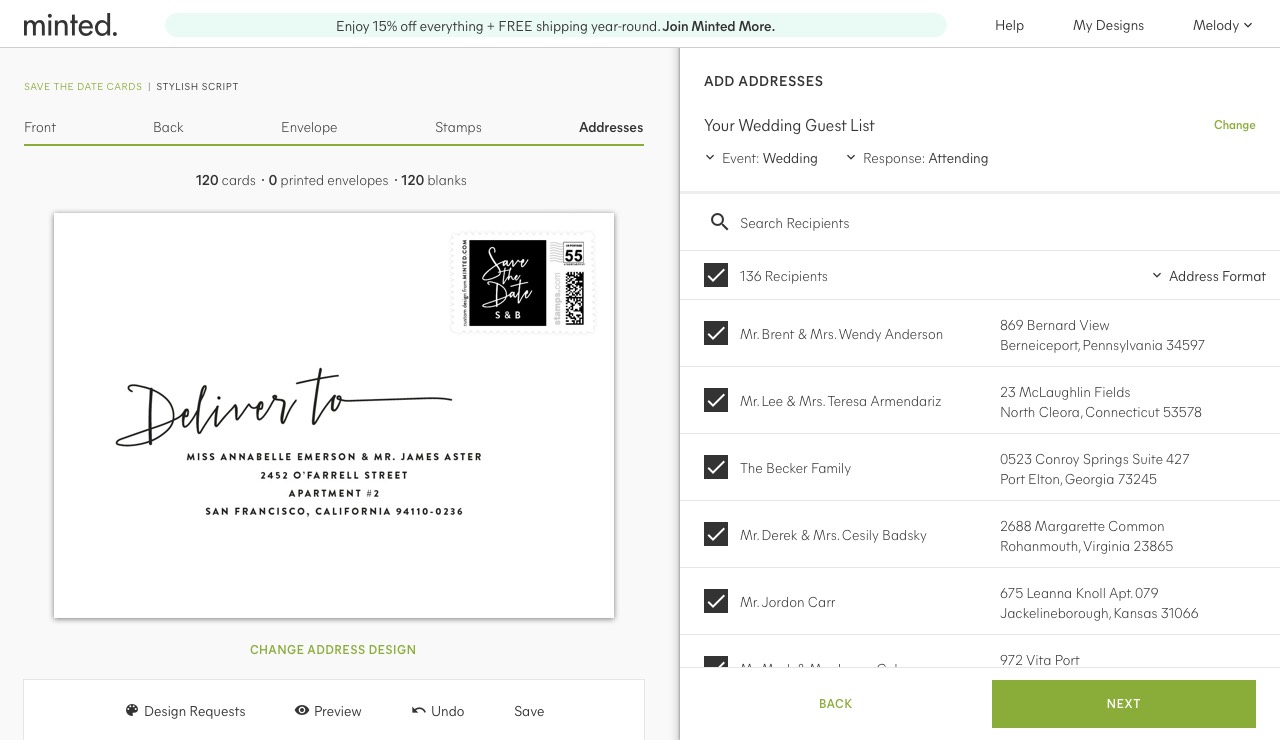 minted.
Enjoy 15% off everything + FREE shipping year-round. Join Minted More.
Help
My Designs
Melody
SAVE THE DATE CARDS | STYLISH SCRIPT
Front
Back
Envelope
Stamps
Addresses
120 cards · 0 printed envelopes · 120 blanks
custom design from MINTED.COM
Save
the
Date
S & B
55
stamps.com
Deliver to
MISS ANNABELLE EMERSON & MR. JAMES ASTER
2452 O'FARRELL STREET
APARTMENT #2
SAN FRANCISCO, CALIFORNIA 94110-0236
CHANGE ADDRESS DESIGN
Design Requests
Preview
Undo
Save
ADD ADDRESSES
Your Wedding Guest List
Change
Event: Wedding
Response: Attending
Search Recipients
136 Recipients
Address Format
Mr. Brent & Mrs. Wendy Anderson
869 Bernard View
Berneiceport, Pennsylvania 34597
Mr. Lee & Mrs. Teresa Armendariz
23 McLaughlin Fields
North Cleora, Connecticut 53578
The Becker Family
0523 Conroy Springs Suite 427
Port Elton, Georgia 73245
Mr. Derek & Mrs. Cesily Badsky
2688 Margarette Common
Rohanmouth, Virginia 23865
Mr. Jordon Carr
675 Leanna Knoll Apt. 079
Jackelineborough, Kansas 31066
972 Vita Port
BACK
NEXT